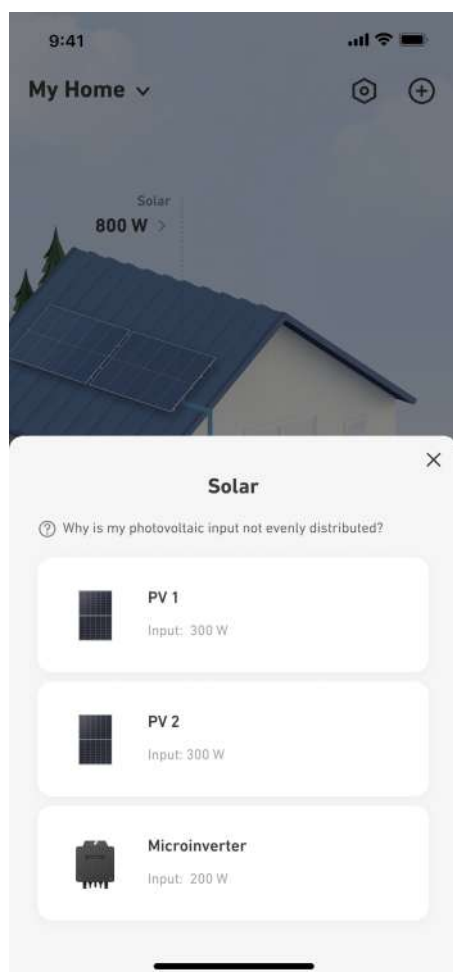 9:41
My Home
Solar
800 W >
Solar
Why is my photovoltaic input not evenly distributed?
PV 1
Input: 300 W
PV 2
Input: 300 W
Microinverter
Input: 200 W